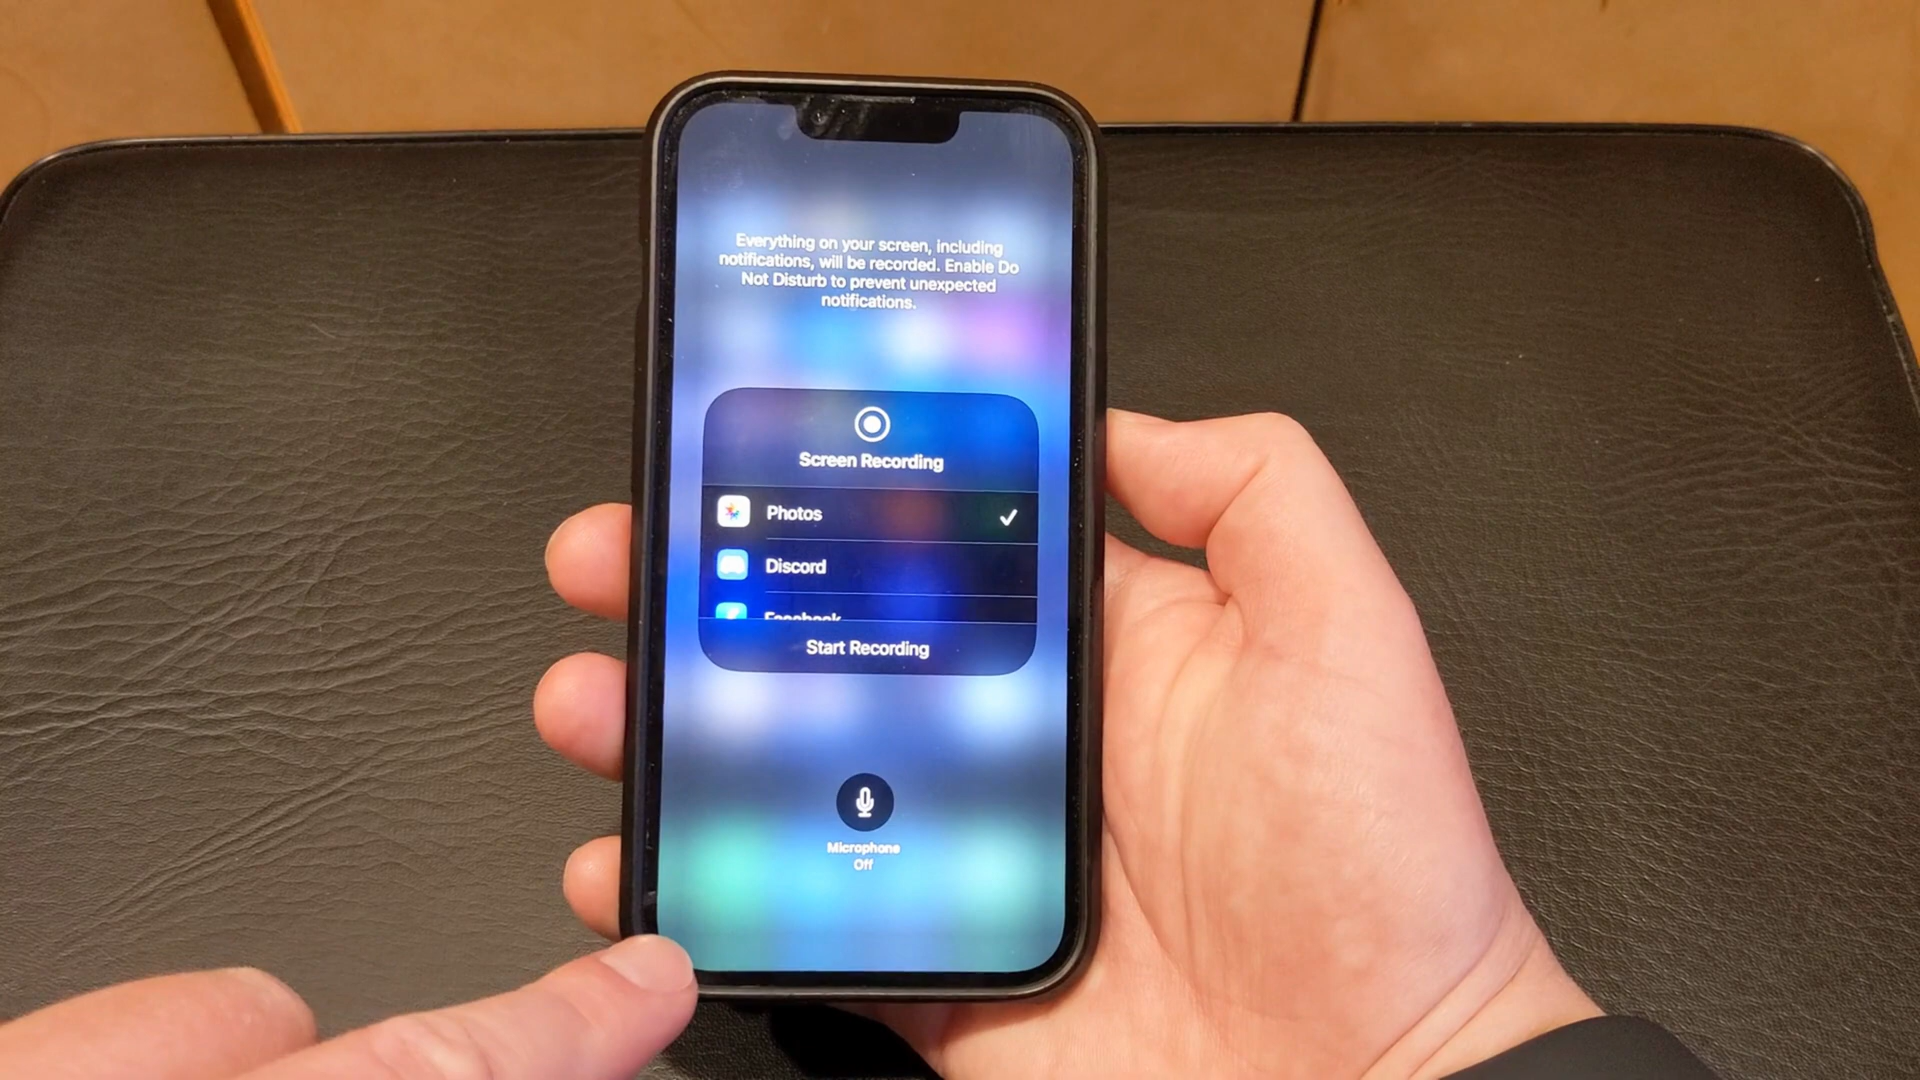 Everything on your screen, including
notifications, will be recorded. Enable Do
Not Disturb to prevent unexpected
notifications.
Screen Recording
Photos
Discord
Facebook
Start Recording
Microphone
Off